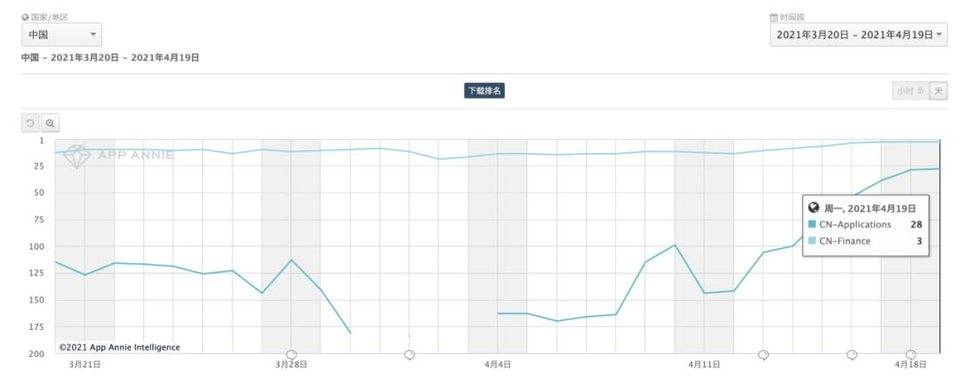 国家/地区
时间段
中国
2021年3月20日 - 2021年4月19日
中国 - 2021年3月20日 - 2021年4月19日
下载排名
小时
天
APP ANNIE
1
25
50
75
100
125
150
175
200
周一, 2021年4月19日
CN-Applications 28
CN-Finance 3
©2021 App Annie Intelligence
3月21日
3月28日
4月4日
4月11日
4月18日